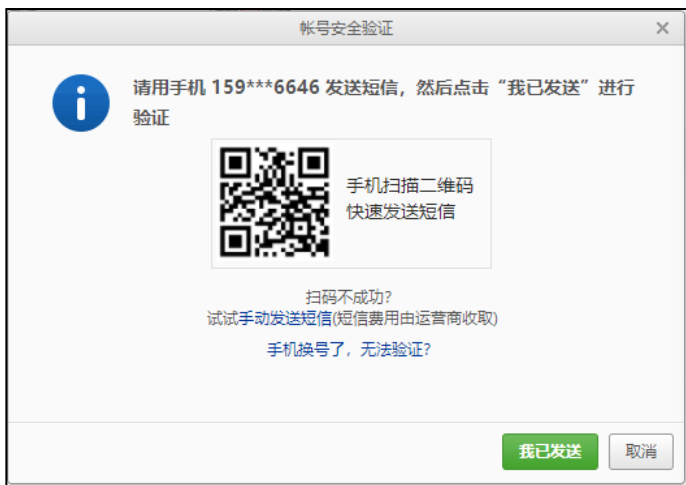 帐号安全验证
请用手机 159***6646 发送短信，然后点击“我已发送”进行
验证
手机扫描二维码
快速发送短信
扫码不成功?
试试手动发送短信(短信费用由运营商收取)
手机换号了，无法验证?
我已发送
取消